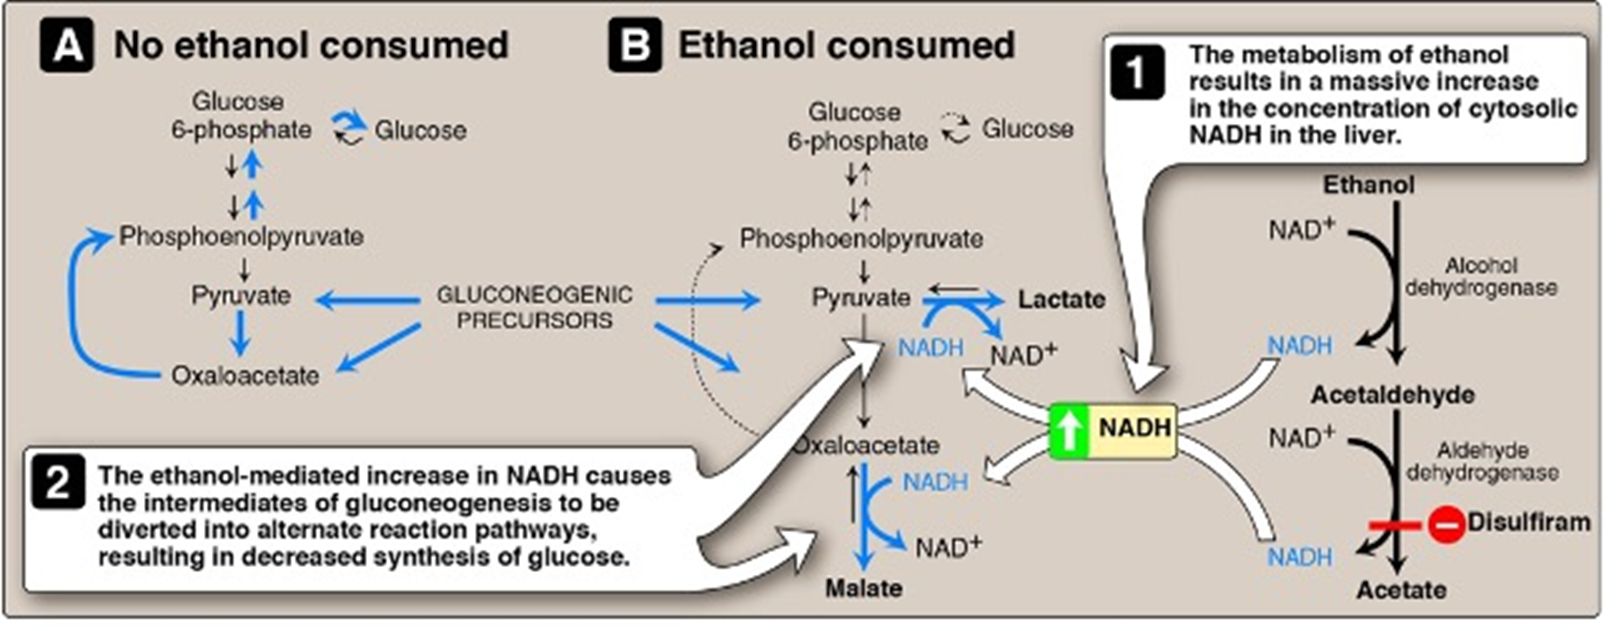 A No ethanol consumed
Glucose
6-phosphate
Glucose
Phosphoenolpyruvate
Pyruvate
Oxaloacetate
GLUCONEOGENIC
PRECURSORS
B Ethanol consumed
Glucose
6-phosphate
Glucose
Phosphoenolpyruvate
Pyruvate
Lactate
NADH
NAD+
Oxaloacetate
NADH
NAD+
Malate
1
The metabolism of ethanol
results in a massive increase
in the concentration of cytosolic
NADH in the liver.
Ethanol
NAD+
Alcohol
dehydrogenase
NADH
Acetaldehyde
NADH
NAD+
Aldehyde
dehydrogenase
Disulfiram
NADH
Acetate
2
The ethanol-mediated increase in NADH causes
the intermediates of gluconeogenesis to be
diverted into alternate reaction pathways,
resulting in decreased synthesis of glucose.